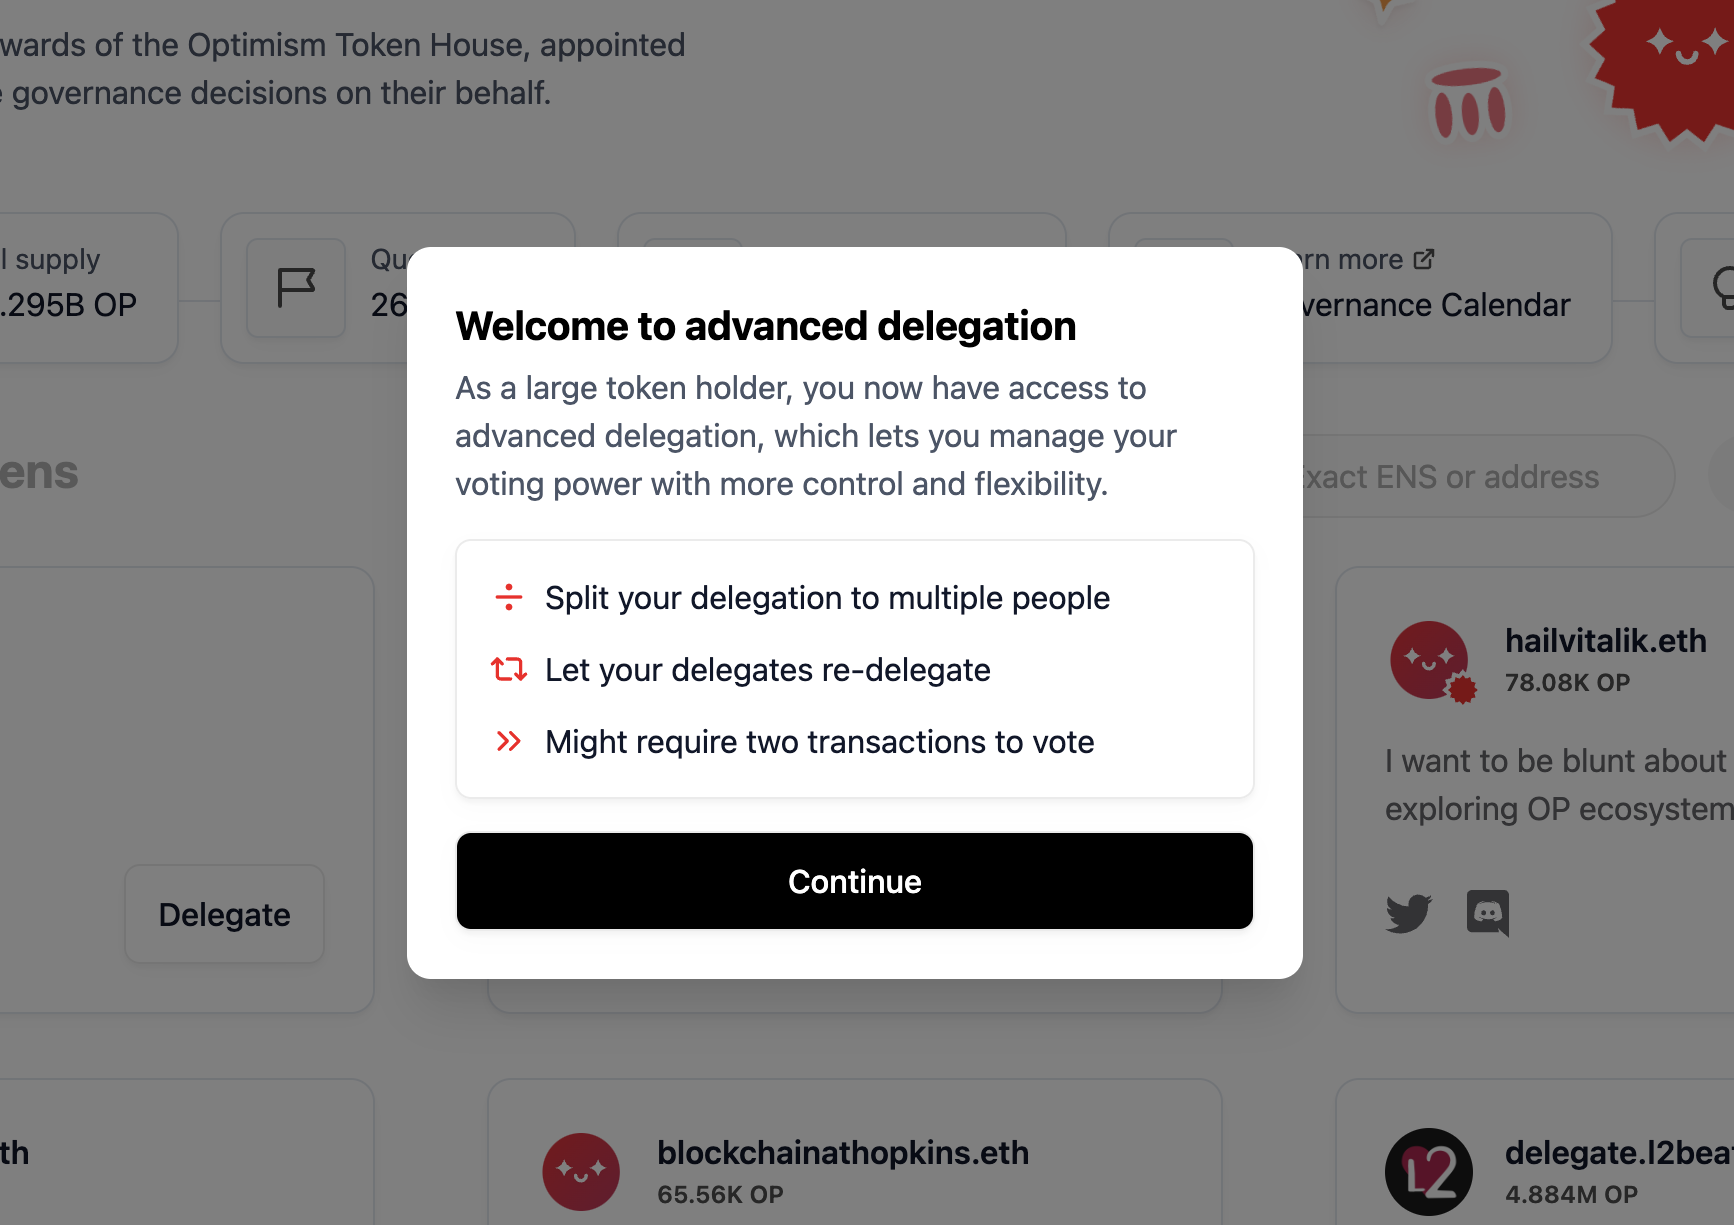 wards of the Optimism Token House, appointed
governance decisions on their behalf.
l supply
.295B OP
Qu
26
rn more
vernance Calendar
Welcome to advanced delegation
As a large token holder, you now have access to
advanced delegation, which lets you manage your
voting power with more control and flexibility.
÷ Split your delegation to multiple people
Let your delegates re-delegate
Might require two transactions to vote
Continue
ens
Exact ENS or address
hailvitalik.eth
78.08K OP
I want to be blunt about
exploring OP ecosystem
Delegate
th
blockchainathopkins.eth
65.56K OP
L2
delegate.l2beat
4.884M OP